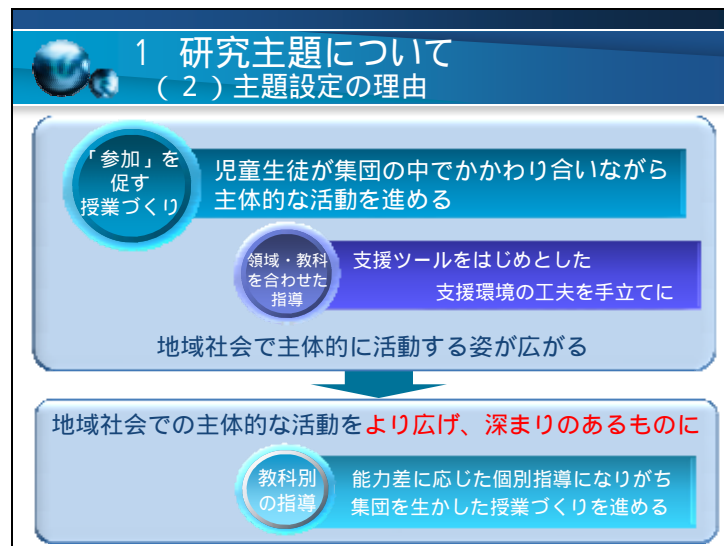 1 研究主題について
(2)主題設定の理由
「参加」を
促す
授業づくり
児童生徒が集団の中でかかわり合いながら
主体的な活動を進める
領域・教科
を合わせた
指導
支援ツールをはじめとした
支援環境の工夫を手立てに
地域社会で主体的に活動する姿が広がる
地域社会での主体的な活動をより広げ、深まりのあるものに
教科別
の指導
能力差に応じた個別指導になりがち
集団を生かした授業づくりを進める